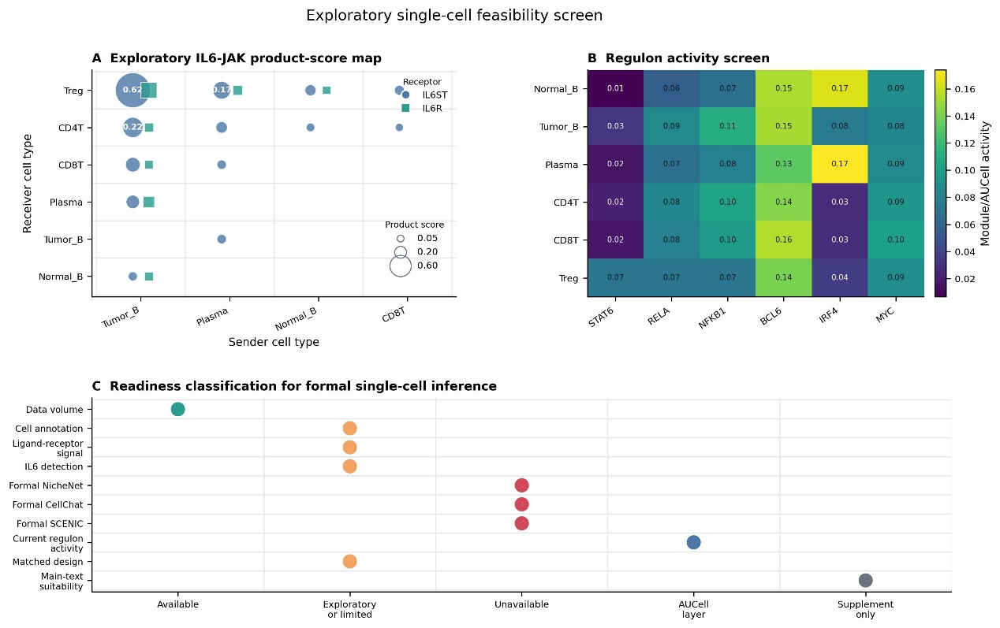 Exploratory single-cell feasibility screen
A Exploratory IL6-JAK product-score map
Receiver cell type
Treg
CD4T
CD8T
Plasma
Tumor_B
Normal_B
0.62
0.17
0.22
Receptor
IL6ST
IL6R
Product score
0.05
0.20
0.60
Tumor_B
Plasma
Normal_B
CD8T
Sender cell type
B Regulon activity screen
Normal_B 0.01 0.06 0.07 0.15 0.17 0.09
Tumor_B 0.03 0.09 0.11 0.15 0.08 0.08
Plasma 0.02 0.07 0.08 0.13 0.17 0.09
CD4T 0.02 0.08 0.10 0.14 0.03 0.09
CD8T 0.02 0.08 0.10 0.16 0.03 0.10
Treg 0.07 0.07 0.07 0.14 0.04 0.09
STAT6 RELA NFKB1 BCL6 IRF4 MYC
0.16
0.14
0.12
0.10
0.08
0.06
0.04
0.02
Module/AUCell activity
C Readiness classification for formal single-cell inference
Data volume
Cell annotation
Ligand-receptor
signal
IL6 detection
Formal NicheNet
Formal CellChat
Formal SCENIC
Current regulon
activity
Matched design
Main-text
suitability
Available
Exploratory
or limited
Unavailable
AUCell
layer
Supplement
only